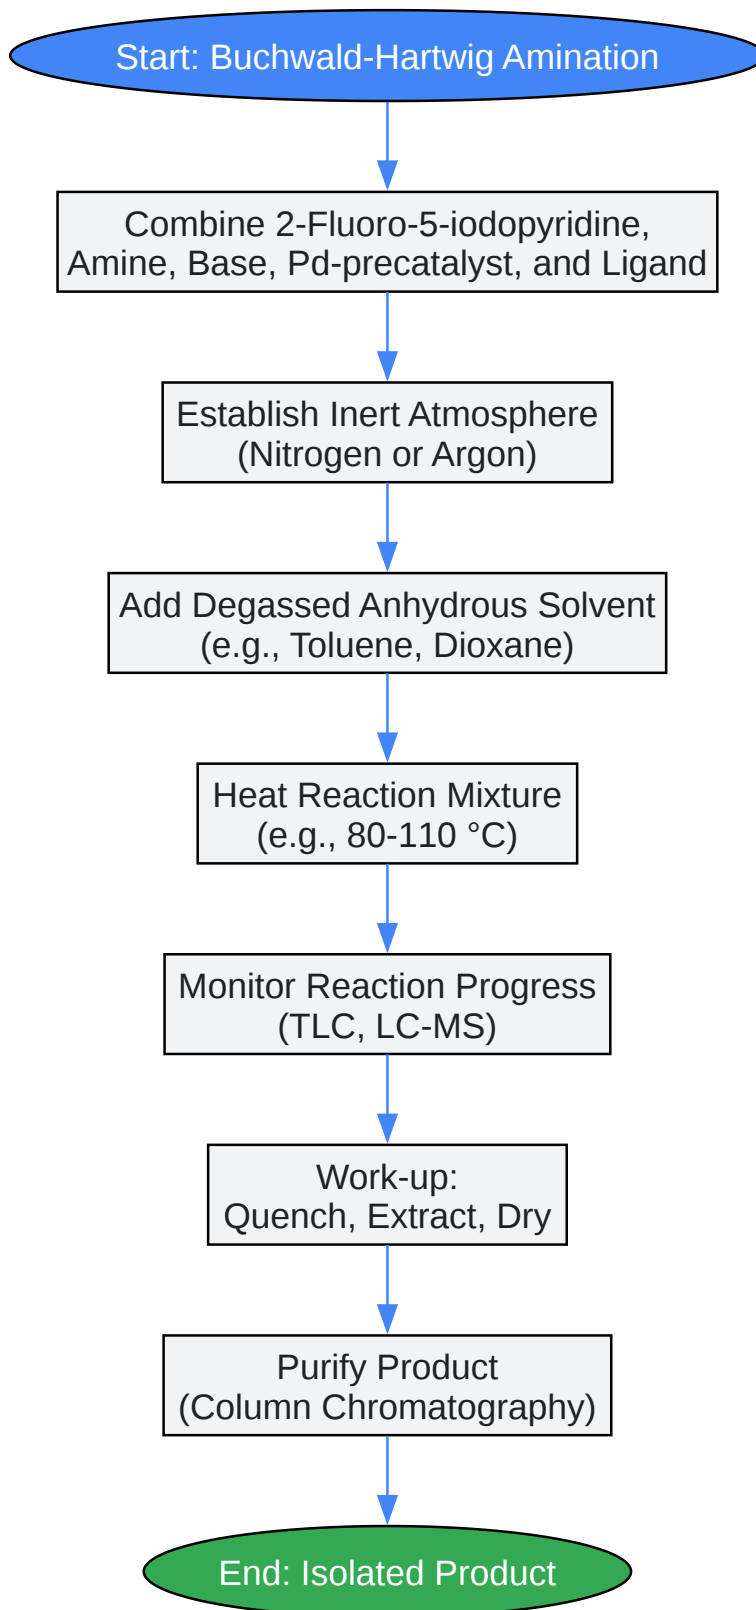 Start: Buchwald-Hartwig Amination
Combine 2-Fluoro-5-iodopyridine,
Amine, Base, Pd-precatalyst, and Ligand
Establish Inert Atmosphere
(Nitrogen or Argon)
Add Degassed Anhydrous Solvent
(e.g., Toluene, Dioxane)
Heat Reaction Mixture
(e.g., 80-110 °C)
Monitor Reaction Progress
(TLC, LC-MS)
Work-up:
Quench, Extract, Dry
Purify Product
(Column Chromatography)
End: Isolated Product